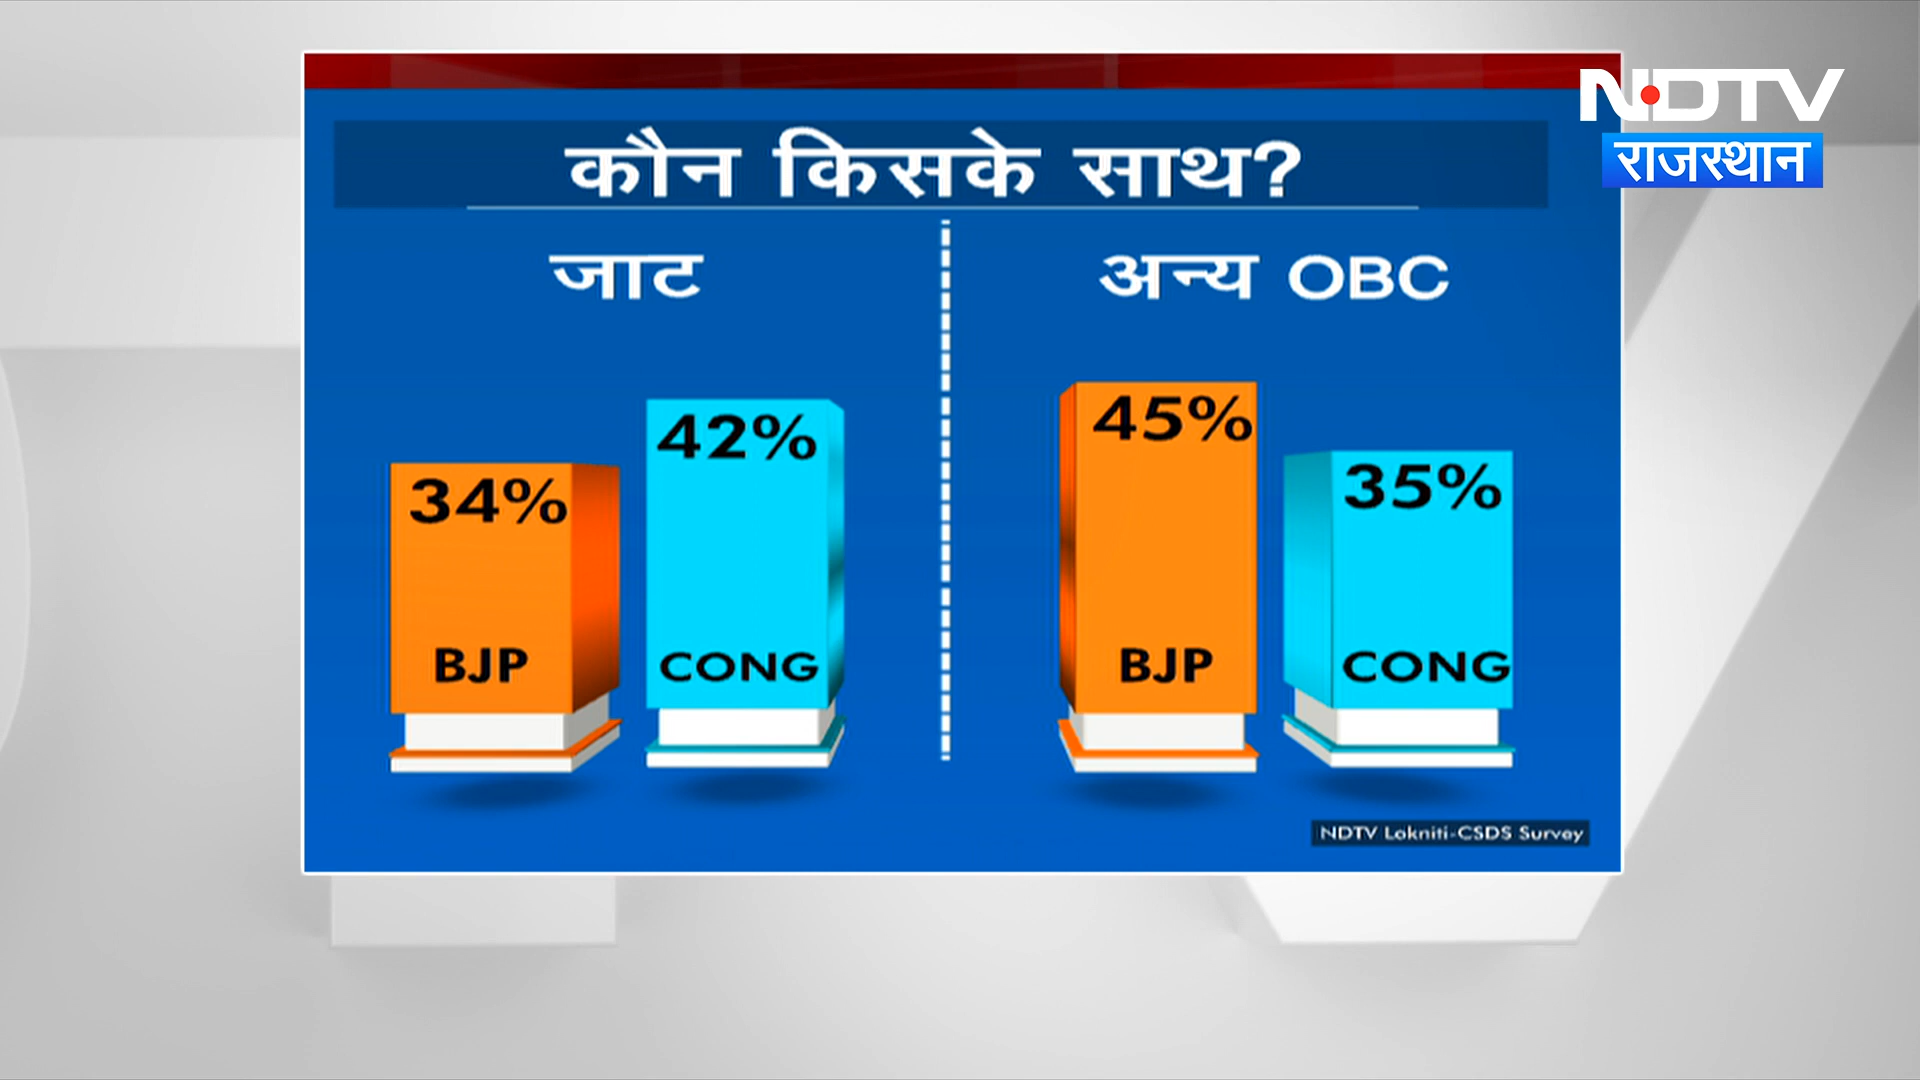 NDTV
राजस्थान
कौन किसके साथ?
जाट
अन्य OBC
34%
BJP
42%
CONG
45%
BJP
35%
CONG
NDTV Lokniti-CSDS Survey